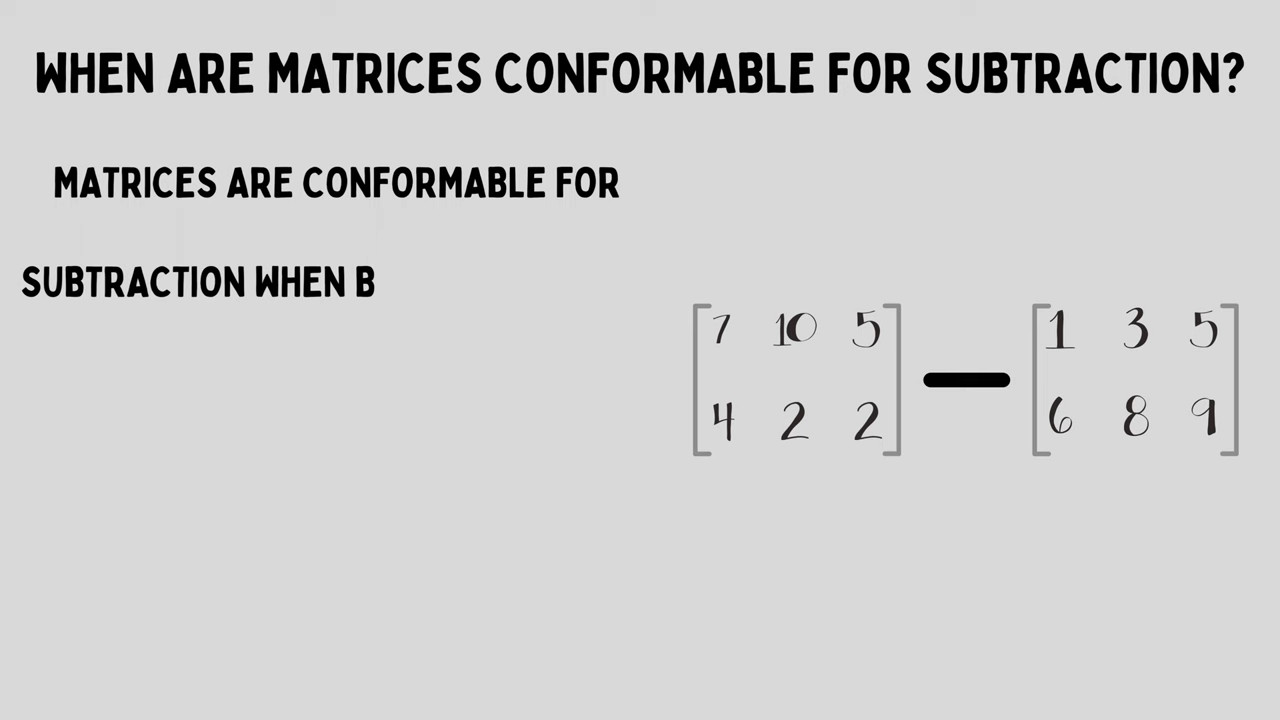 WHEN ARE MATRICES CONFORMABLE FOR SUBTRACTION?
MATRICES ARE CONFORMABLE FOR
SUBTRACTION WHEN B
7 10 5 — 1 3 5
4 2 2 6 8 9